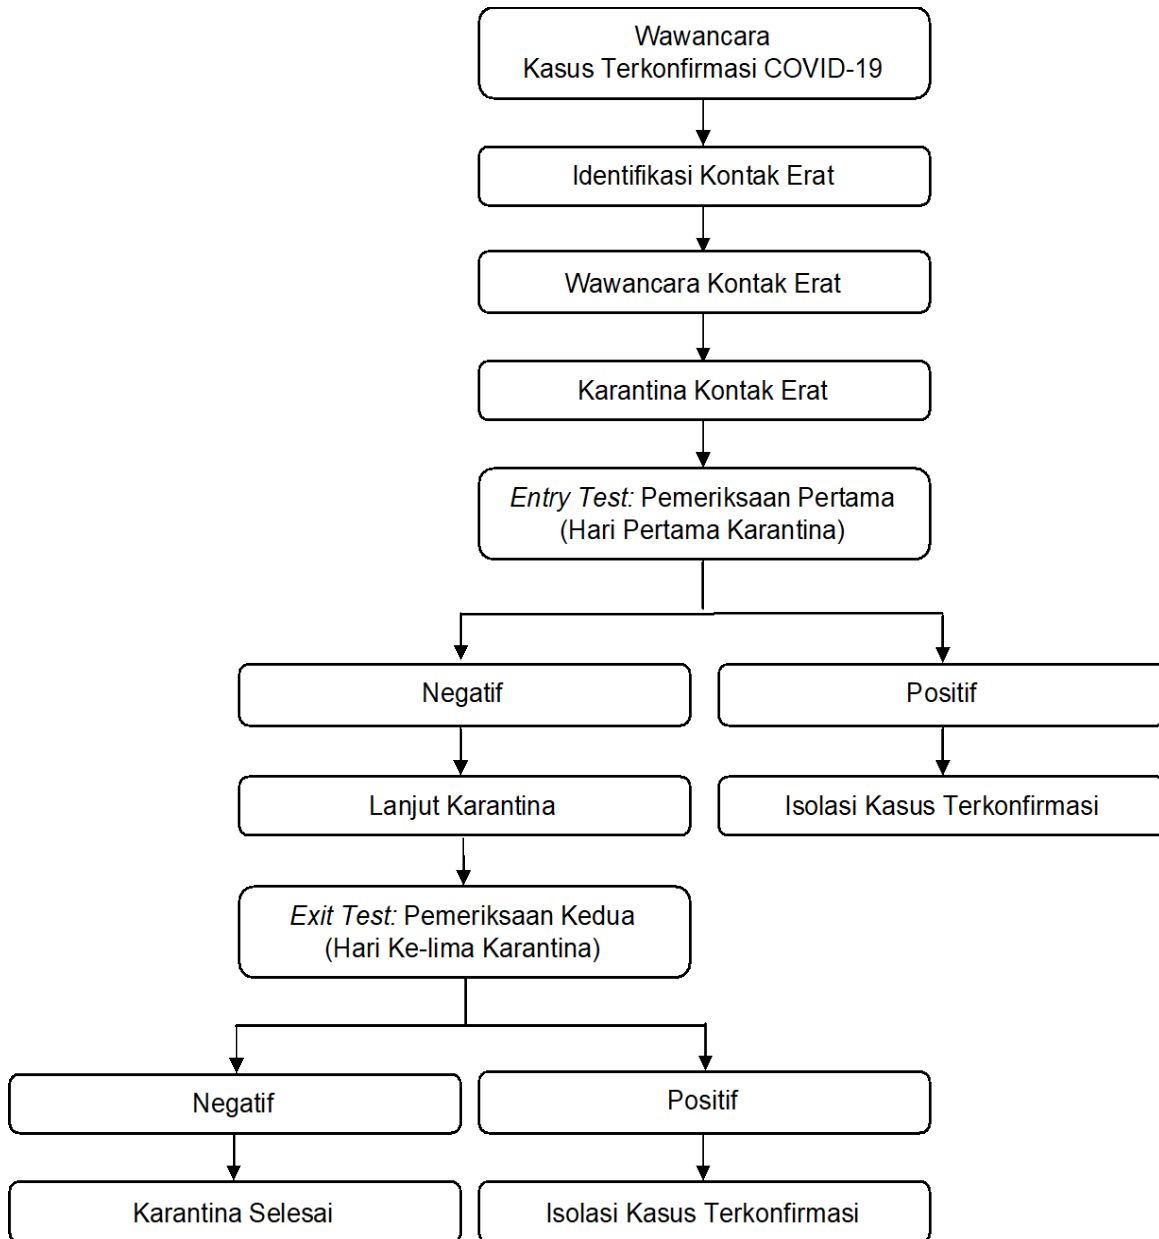 Wawancara
Kasus Terkonfirmasi COVID-19
Identifikasi Kontak Erat
Wawancara Kontak Erat
Karantina Kontak Erat
Entry Test: Pemeriksaan Pertama
(Hari Pertama Karantina)
Negatif
Positif
Lanjut Karantina
Isolasi Kasus Terkonfirmasi
Exit Test: Pemeriksaan Kedua
(Hari Ke-lima Karantina)
Negatif
Positif
Karantina Selesai
Isolasi Kasus Terkonfirmasi